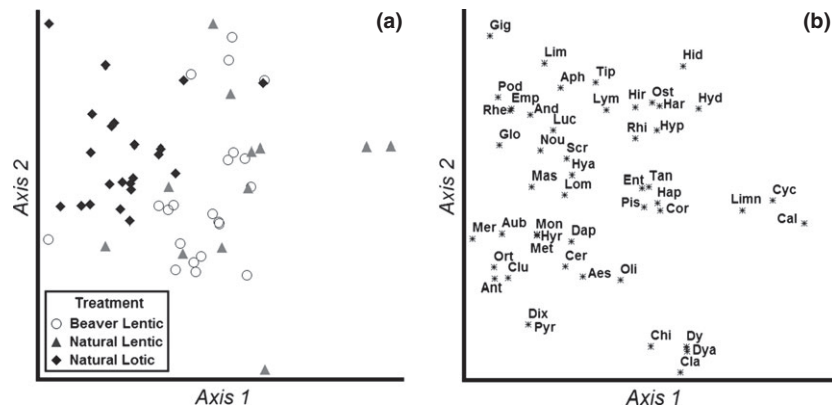 (a)
Axis 2
Treatment
Beaver Lentic
Natural Lentic
Natural Lotic
Axis 1
(b)
Axis 2
Gig
Lim
Hid
Aph
Tip
Pod
Emp
Rhe
And
Lym
Hir
Ost
Har
Hyd
Luc
Rhi
Hyp
Glo
Nou
Scr
Hya
Mas
Lom
Ent
Tan
Pis
Hap
Cor
Limn
Cyc
Cal
Mer
Aub
Mon
Hyr
Met
Dap
Ort
Clu
Cer
Ant
Aes
Oli
Dix
Pyr
Chi
Dy
Dya
Cla
Axis 1